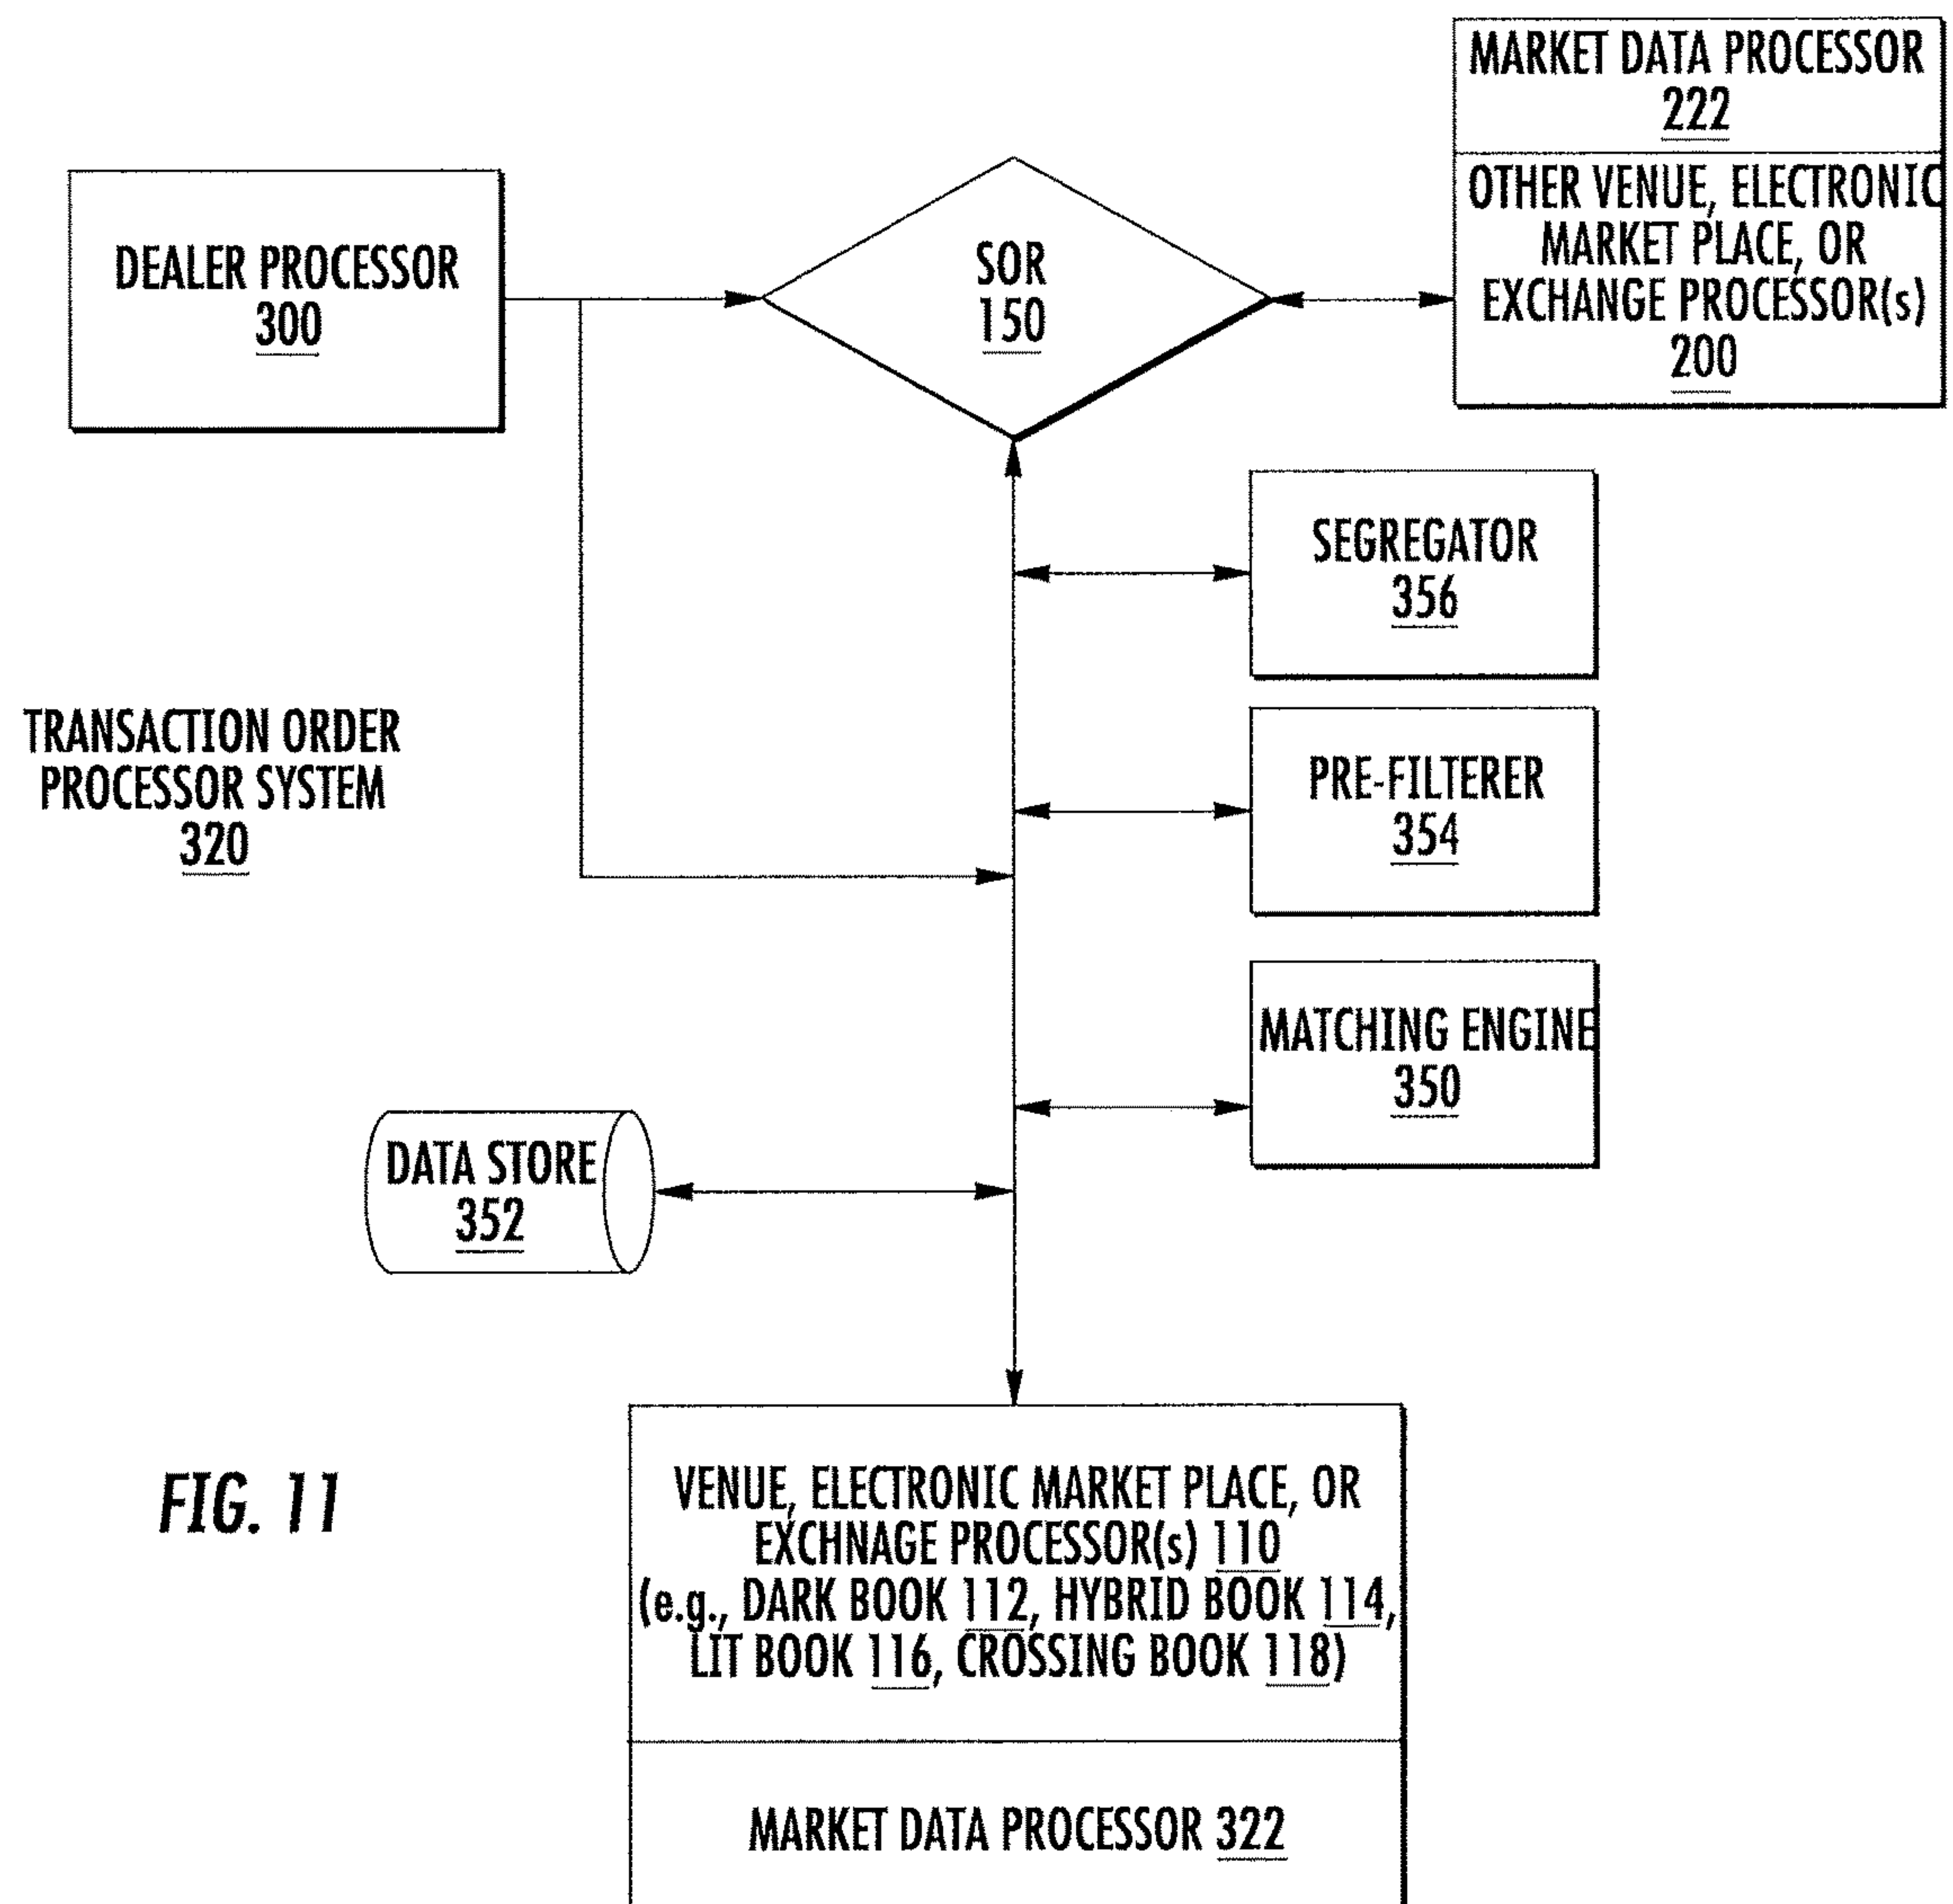 MARKET DATA PROCESSOR
222
OTHER VENUE, ELECTRONIC
MARKET PLACE, OR
EXCHANGE PROCESSOR(s)
200
DEALER PROCESSOR
300
SOR
150
SEGREGATOR
356
TRANSACTION ORDER
PROCESSOR SYSTEM
320
PRE-FILTERER
354
MATCHING ENGINE
350
DATA STORE
352
FIG. 11
VENUE, ELECTRONIC MARKET PLACE, OR
EXCHNAGE PROCESSOR(s) 110
(e.g., DARK BOOK 112, HYBRID BOOK 114,
LIT BOOK 116, CROSSING BOOK 118)
MARKET DATA PROCESSOR 322